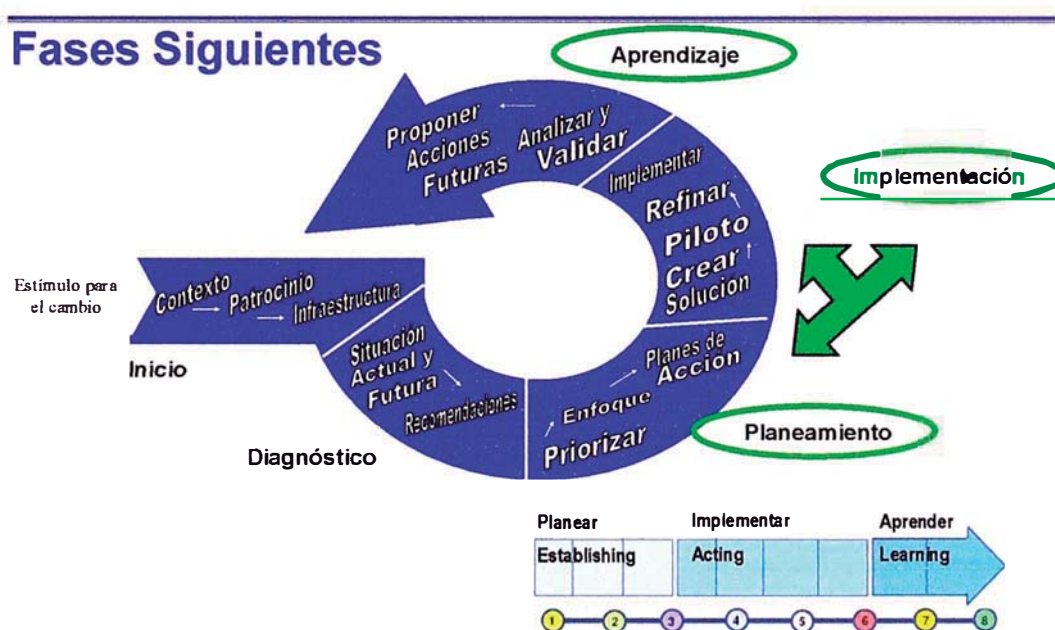 Fases Siguientes
Aprendizaje
Proponer
Acciones
Futuras
Analizar y
Validar
Implementar
Refinar
Piloto
Crear
Solución
Implementación
Estímulo para
el cambio
Contexto
Patrocinio
Infraestructura
Inicio
Situación
Actual y
Futura
Recomendaciones
Diagnóstico
Planes de
Acción
Enfoque
Priorizar
Planeamiento
Planear
Implementar
Aprender
Establishing
Acting
Learning
1 2 3 4 5 6 7 8